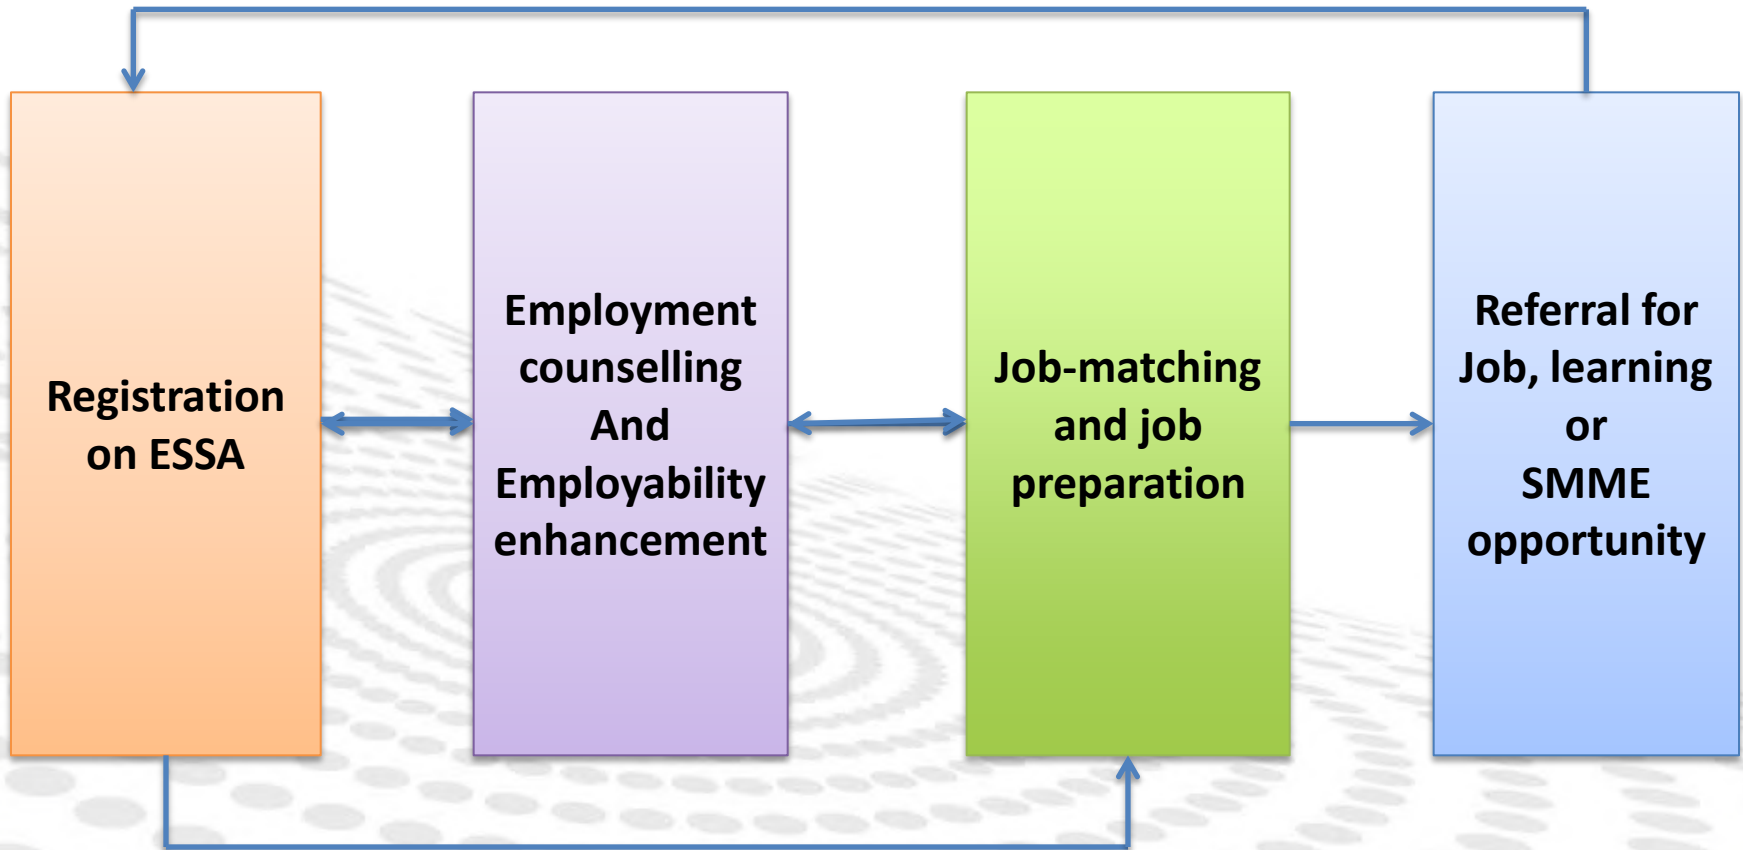 Registration
on ESSA
Employment
counselling
And
Employability
enhancement
Job-matching
and job
preparation
Referral for
Job, learning
or
SMME
opportunity